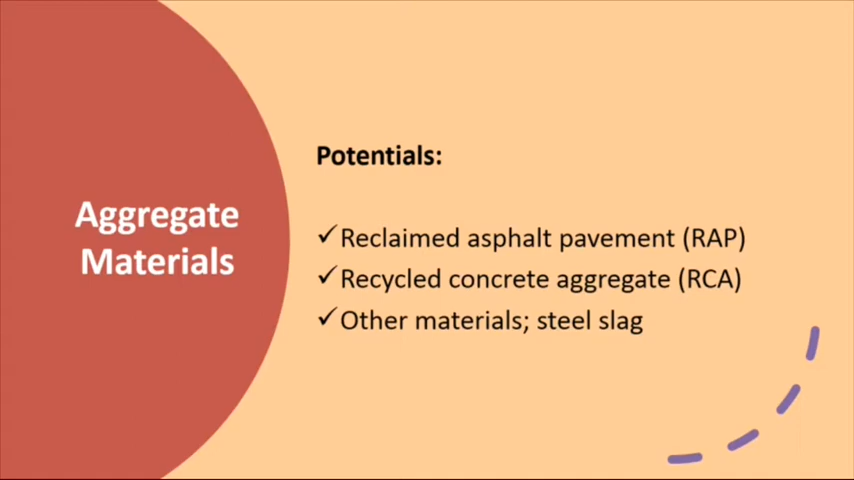 Aggregate
Materials
Potentials:
✓Reclaimed asphalt pavement (RAP)
✓Recycled concrete aggregate (RCA)
✓Other materials; steel slag